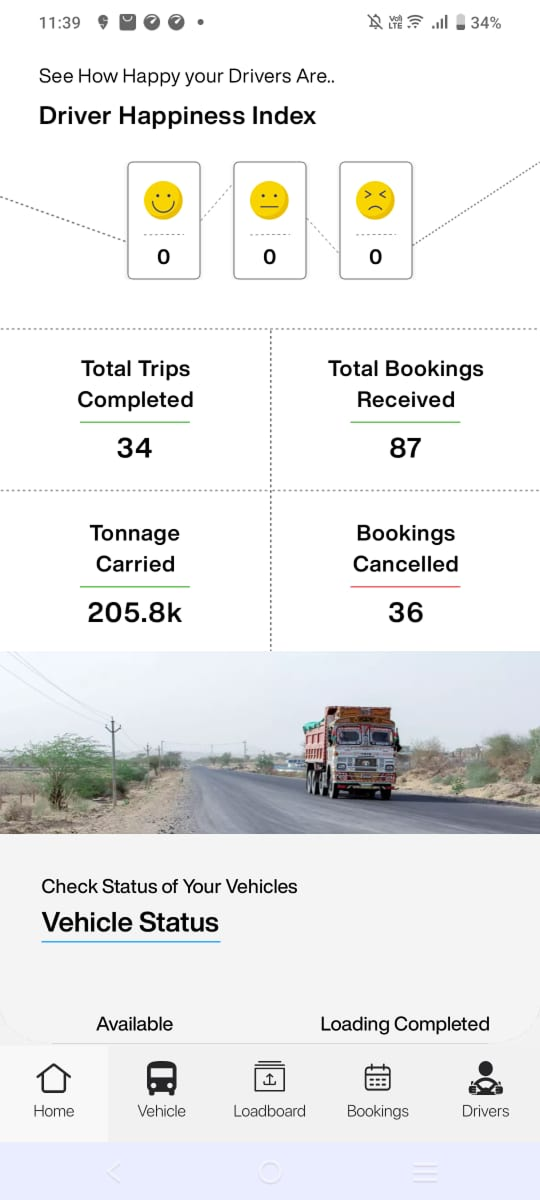 11:39
Vo) LTE 34%
See How Happy your Drivers Are..
Driver Happiness Index
0 0 0
Total Trips Completed
34
Total Bookings Received
87
Tonnage Carried
205.8k
Bookings Cancelled
36
Check Status of Your Vehicles
Vehicle Status
Available Loading Completed
Home Vehicle Loadboard Bookings Drivers